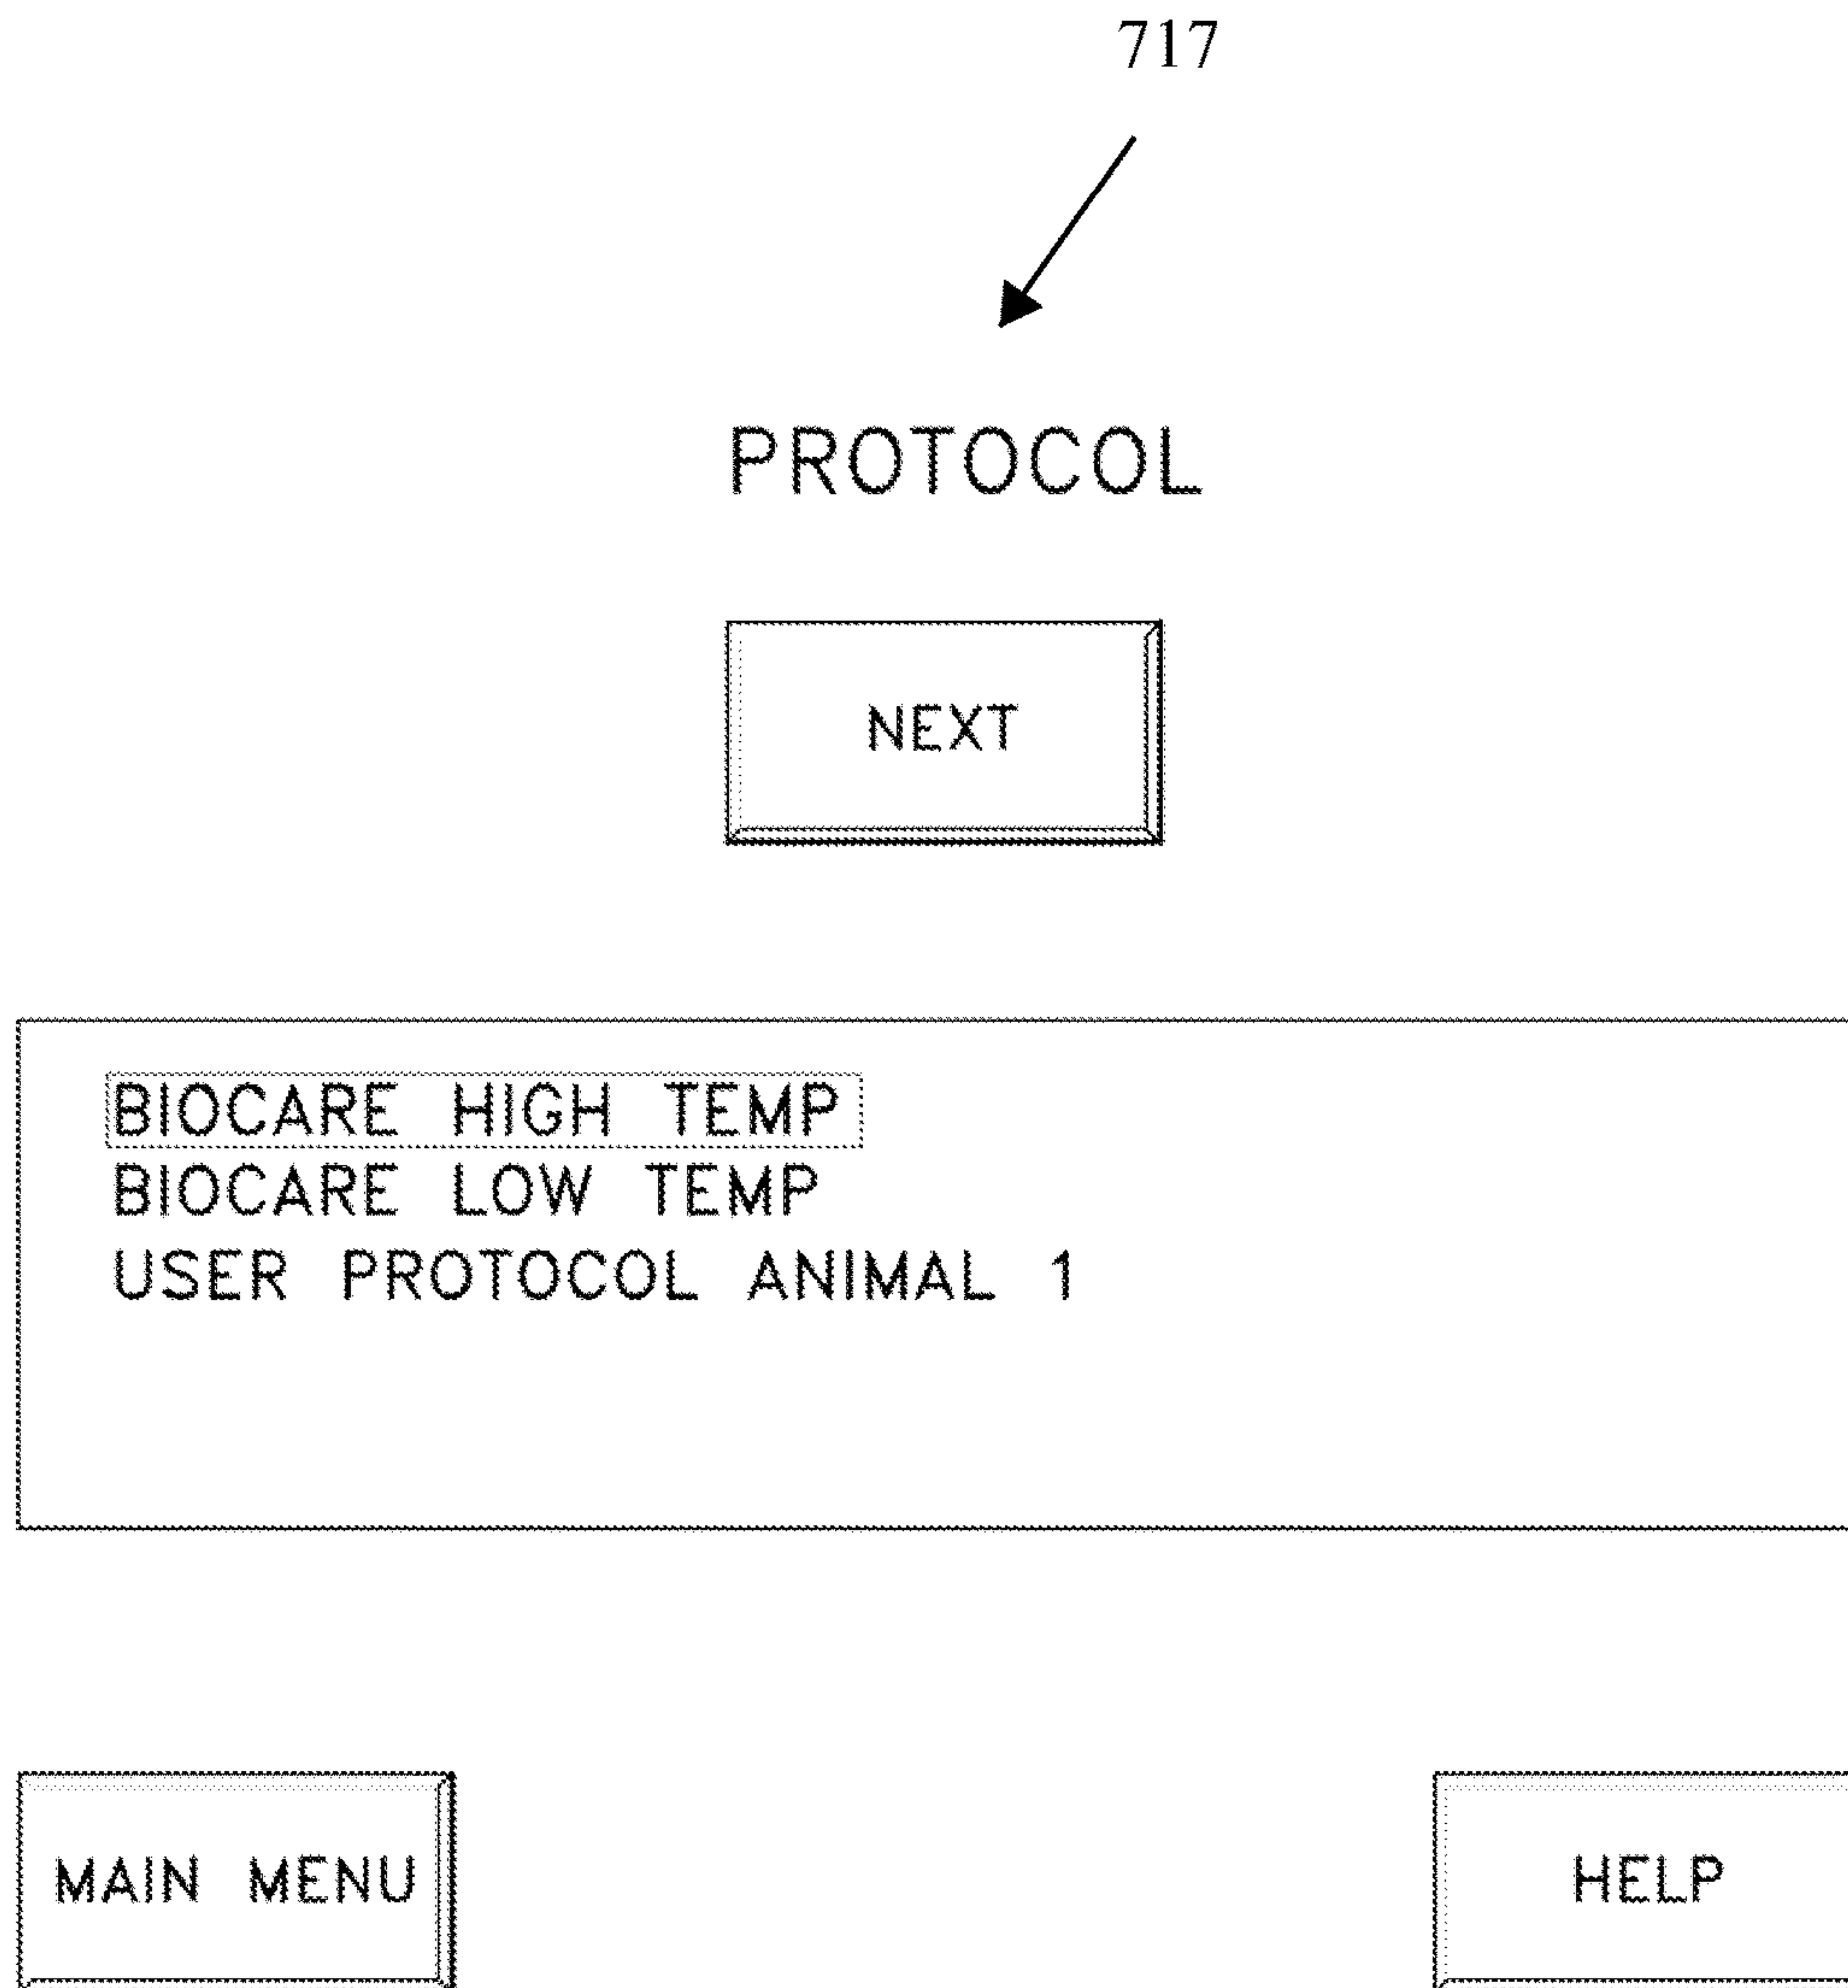 717
PROTOCOL
NEXT
BIOCARE HIGH TEMP
BIOCARE LOW TEMP
USER PROTOCOL ANIMAL 1
MAIN MENU
HELP